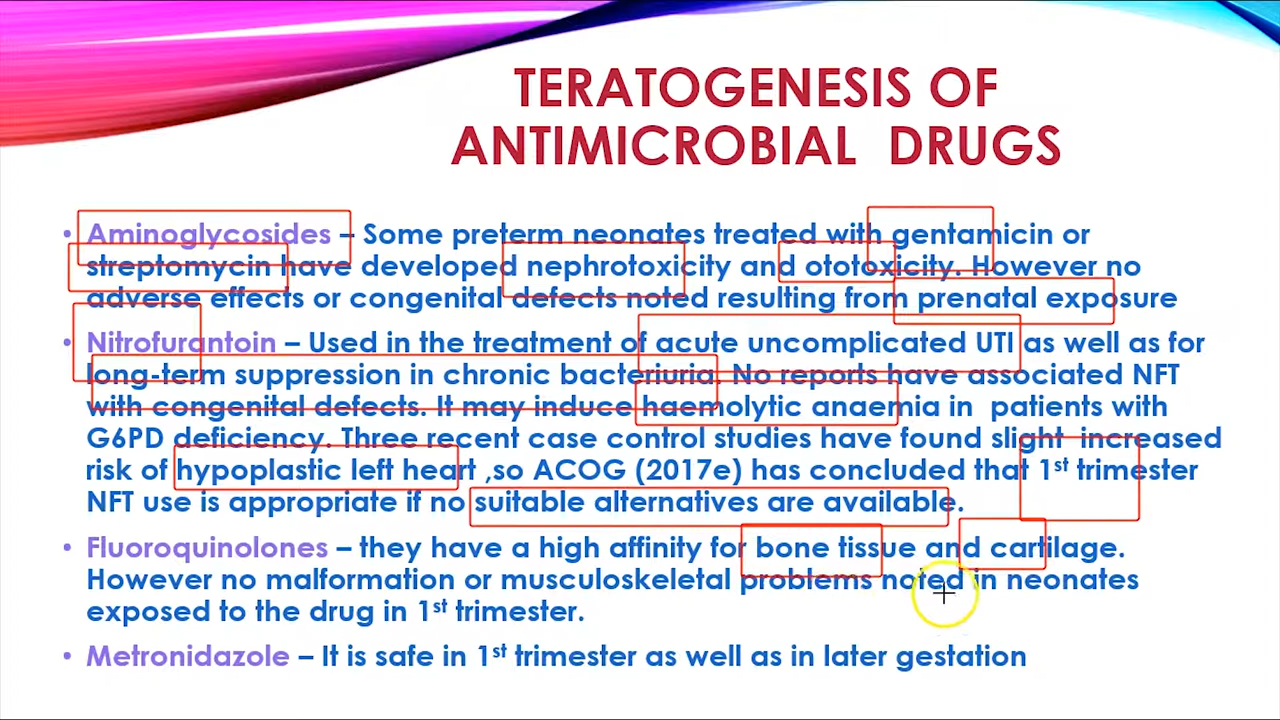 TERATOGENESIS OF
ANTIMICROBIAL DRUGS
• Aminoglycosides – Some preterm neonates treated with gentamicin or
streptomycin have developed nephrotoxicity and ototoxicity. However no
adverse effects or congenital defects noted resulting from prenatal exposure
• Nitrofurantoin – Used in the treatment of acute uncomplicated UTI as well as for
long-term suppression in chronic bacteriuria. No reports have associated NFT
with congenital defects. It may induce haemolytic anaemia in patients with
G6PD deficiency. Three recent case control studies have found slight increased
risk of hypoplastic left heart ,so ACOG (2017e) has concluded that 1st trimester
NFT use is appropriate if no suitable alternatives are available.
• Fluoroquinolones – they have a high affinity for bone tissue and cartilage.
However no malformation or musculoskeletal problems noted in neonates
exposed to the drug in 1st trimester.
• Metronidazole – It is safe in 1st trimester as well as in later gestation